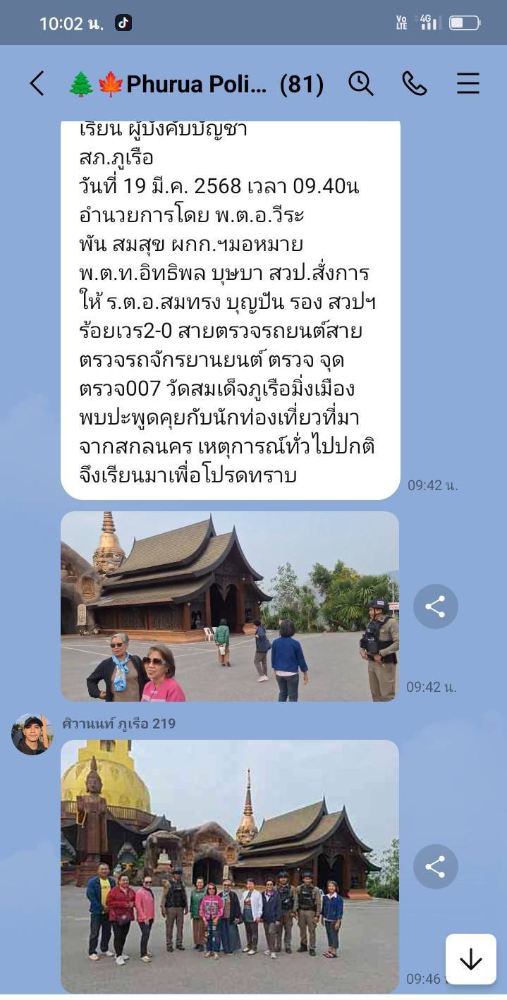 10:02 น.
Vo LTE 4G
Phurua Poli... (81)
เรียน ผู้บังคับบัญชา
สภ.ภูเรือ
วันที่ 19 มี.ค. 2568 เวลา 09.40น
อำนวยการโดย พ.ต.อ.วีระ
พัน สมสุข ผกก.ฯมอหมาย
พ.ต.ท.อิทธิพล บุษบา สวป.สั่งการ
ให้ ร.ต.อ.สมทรง บุญปัน รอง สวปฯ
ร้อยเวร2-0 สายตรวจรถยนต์สาย
ตรวจรถจักรยานยนต์ ตรวจ จุด
ตรวจ007 วัดสมเด็จภูเรือมิ่งเมือง
พบปะพูดคุยกับนักท่องเที่ยวที่มา
จากสกลนคร เหตุการณ์ทั่วไปปกติ
จึงเรียนมาเพื่อโปรดทราบ
09:42 น.
09:42 น.
ศิวานนท์ ภูเรือ 219
09:46